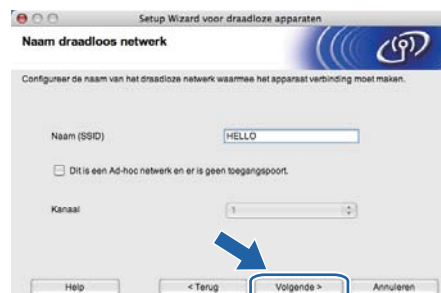 Setup Wizard voor draadloze apparaten
Naam draadloos netwerk
Configureer de naam van het draadloze netwerk waarmee het apparaat verbinding moet maken.
Naam (SSID) HELLO
Dit is een Ad-hoc netwerk en er is geen toegangspoort.
Kanaal 1
Help < Terug Volgende > Annuleren